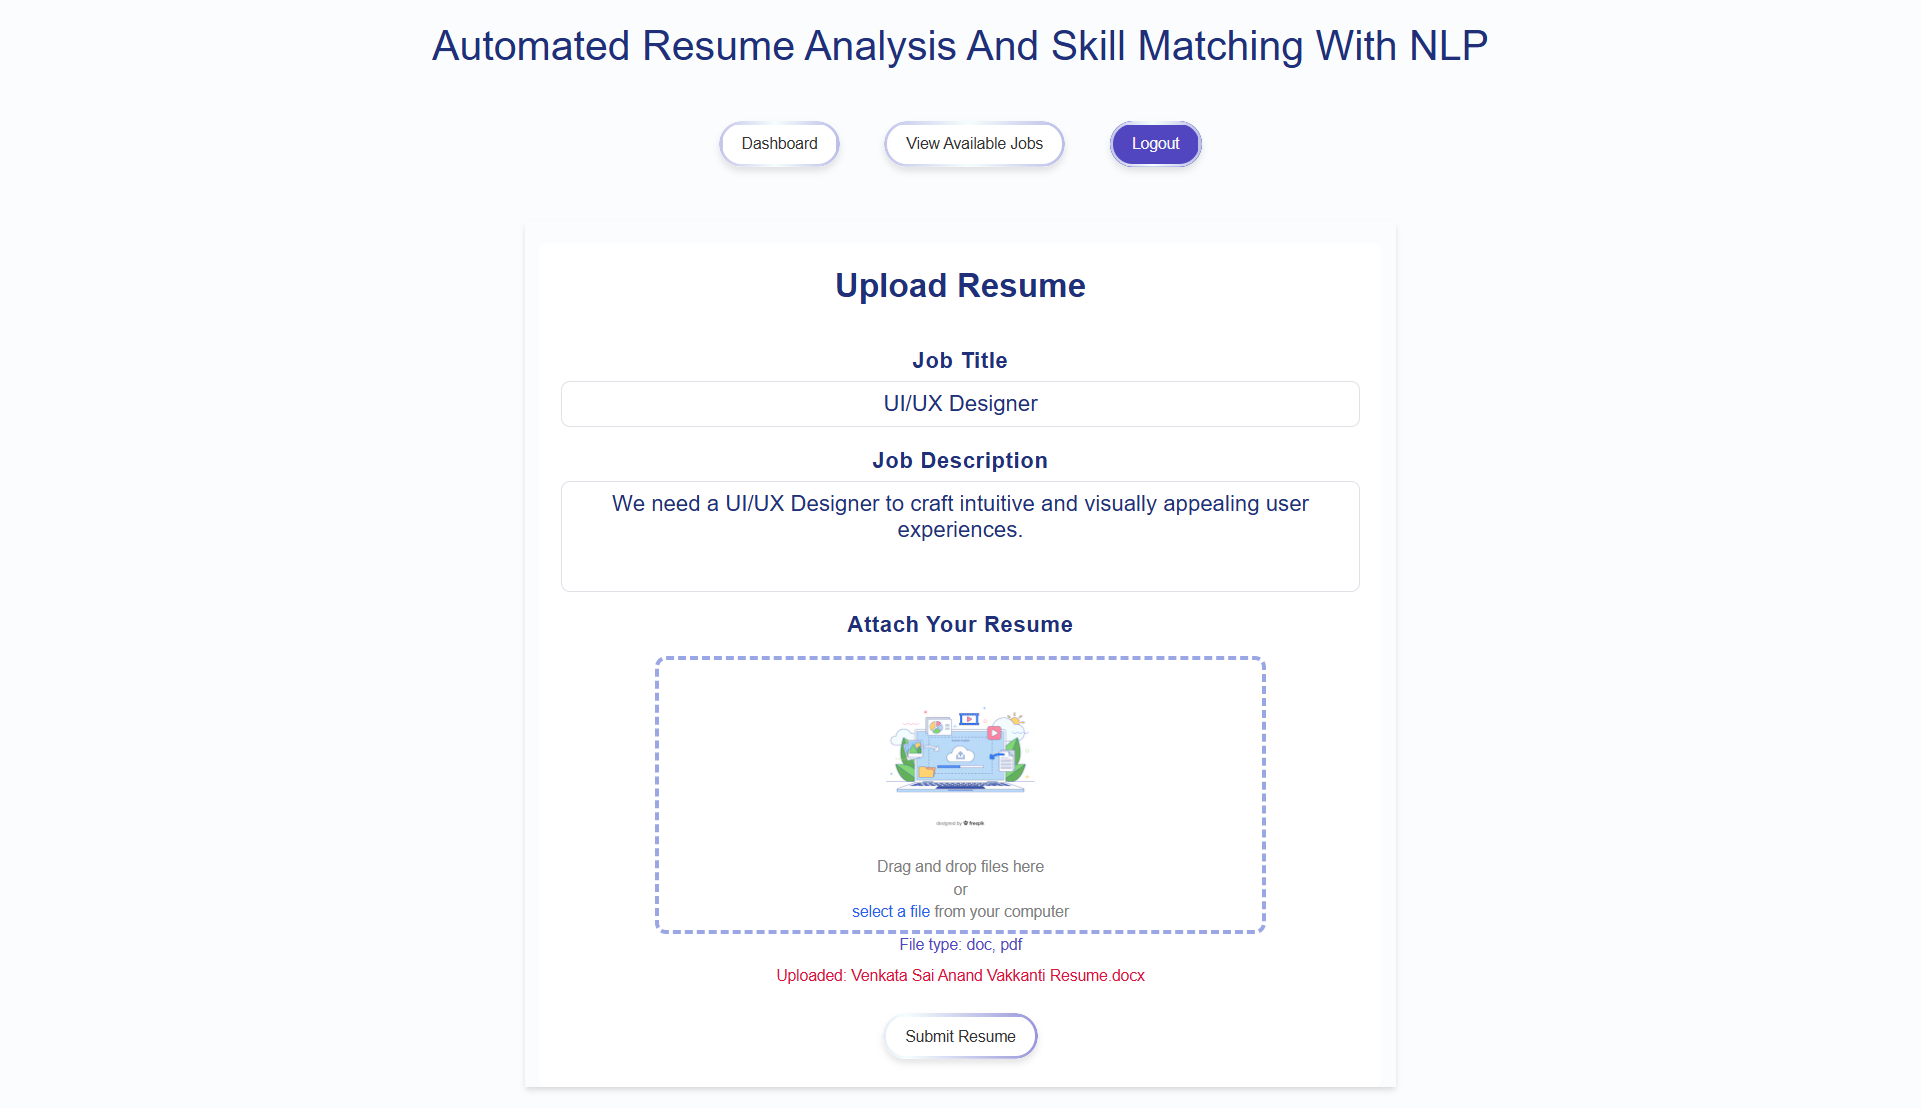 Automated Resume Analysis And Skill Matching With NLP
Dashboard
View Available Jobs
Logout
Upload Resume
Job Title
UI/UX Designer
Job Description
We need a UI/UX Designer to craft intuitive and visually appealing user
experiences.
Attach Your Resume
designed by freepik
Drag and drop files here
or
select a file from your computer
File type: doc, pdf
Uploaded: Venkata Sai Anand Vakkanti Resume.docx
Submit Resume